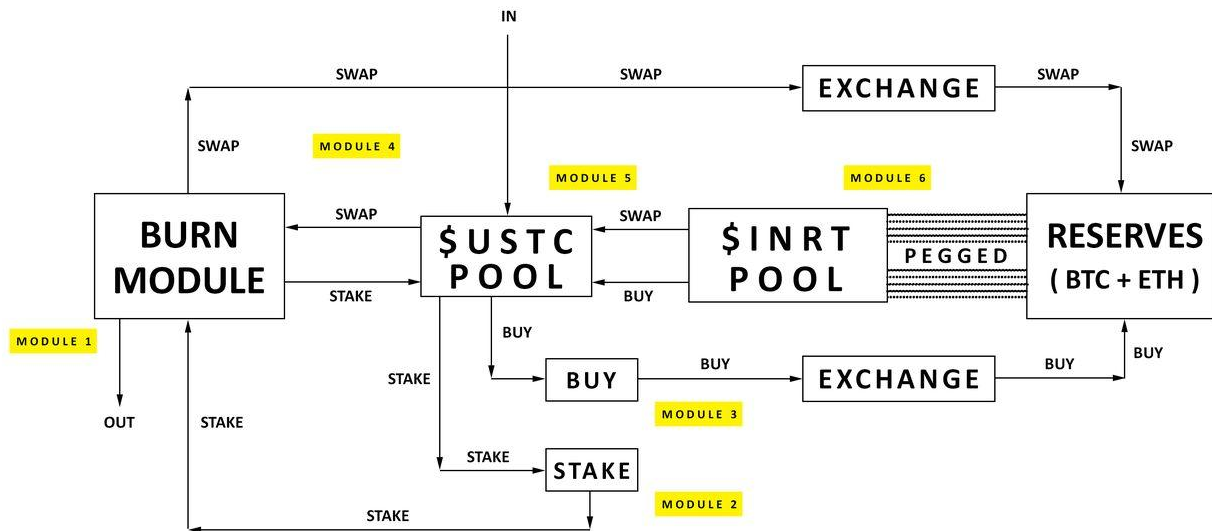 IN
SWAP
SWAP
EXCHANGE
SWAP
SWAP
MODULE 4
SWAP
MODULE 5
MODULE 6
BURN
MODULE
SWAP
$USTC
POOL
SWAP
$INRT
POOL
PEGGED
RESERVES
( BTC + ETH )
STAKE
BUY
MODULE 1
BUY
BUY
STAKE
BUY
BUY
EXCHANGE
BUY
OUT
STAKE
MODULE 3
STAKE
STAKE
MODULE 2
STAKE